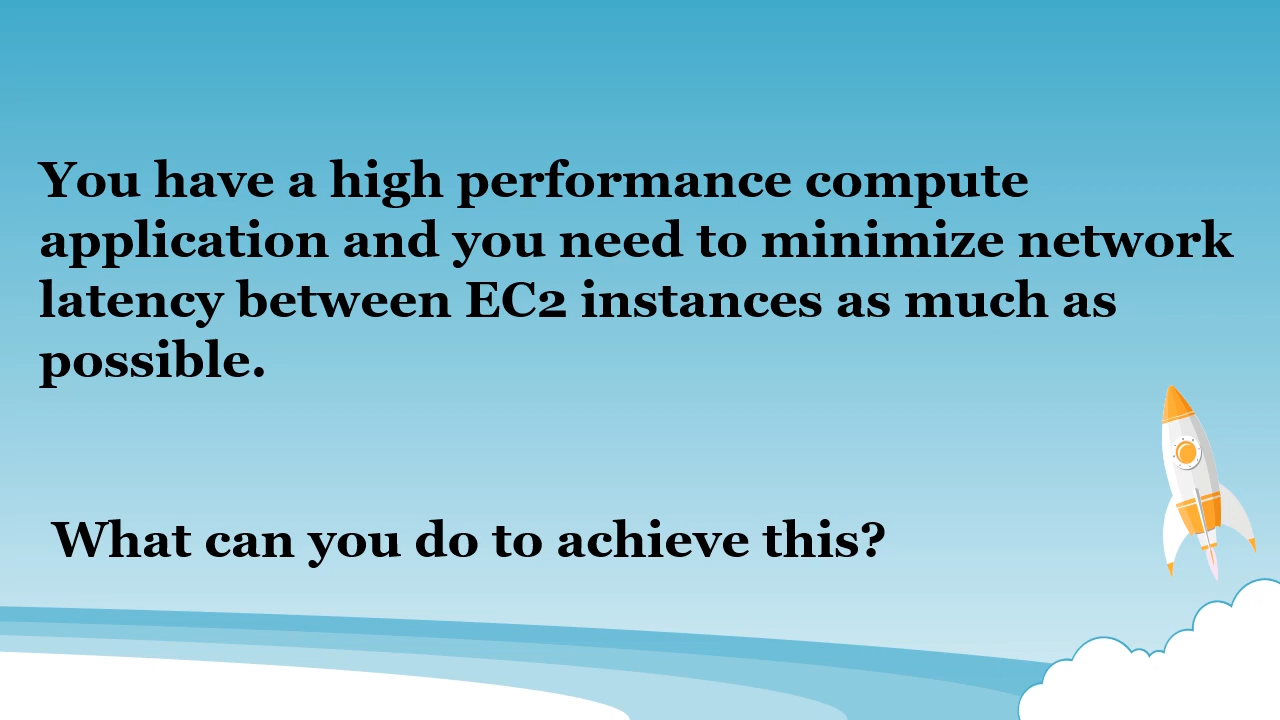 You have a high performance compute
application and you need to minimize network
latency between EC2 instances as much as
possible.
What can you do to achieve this?